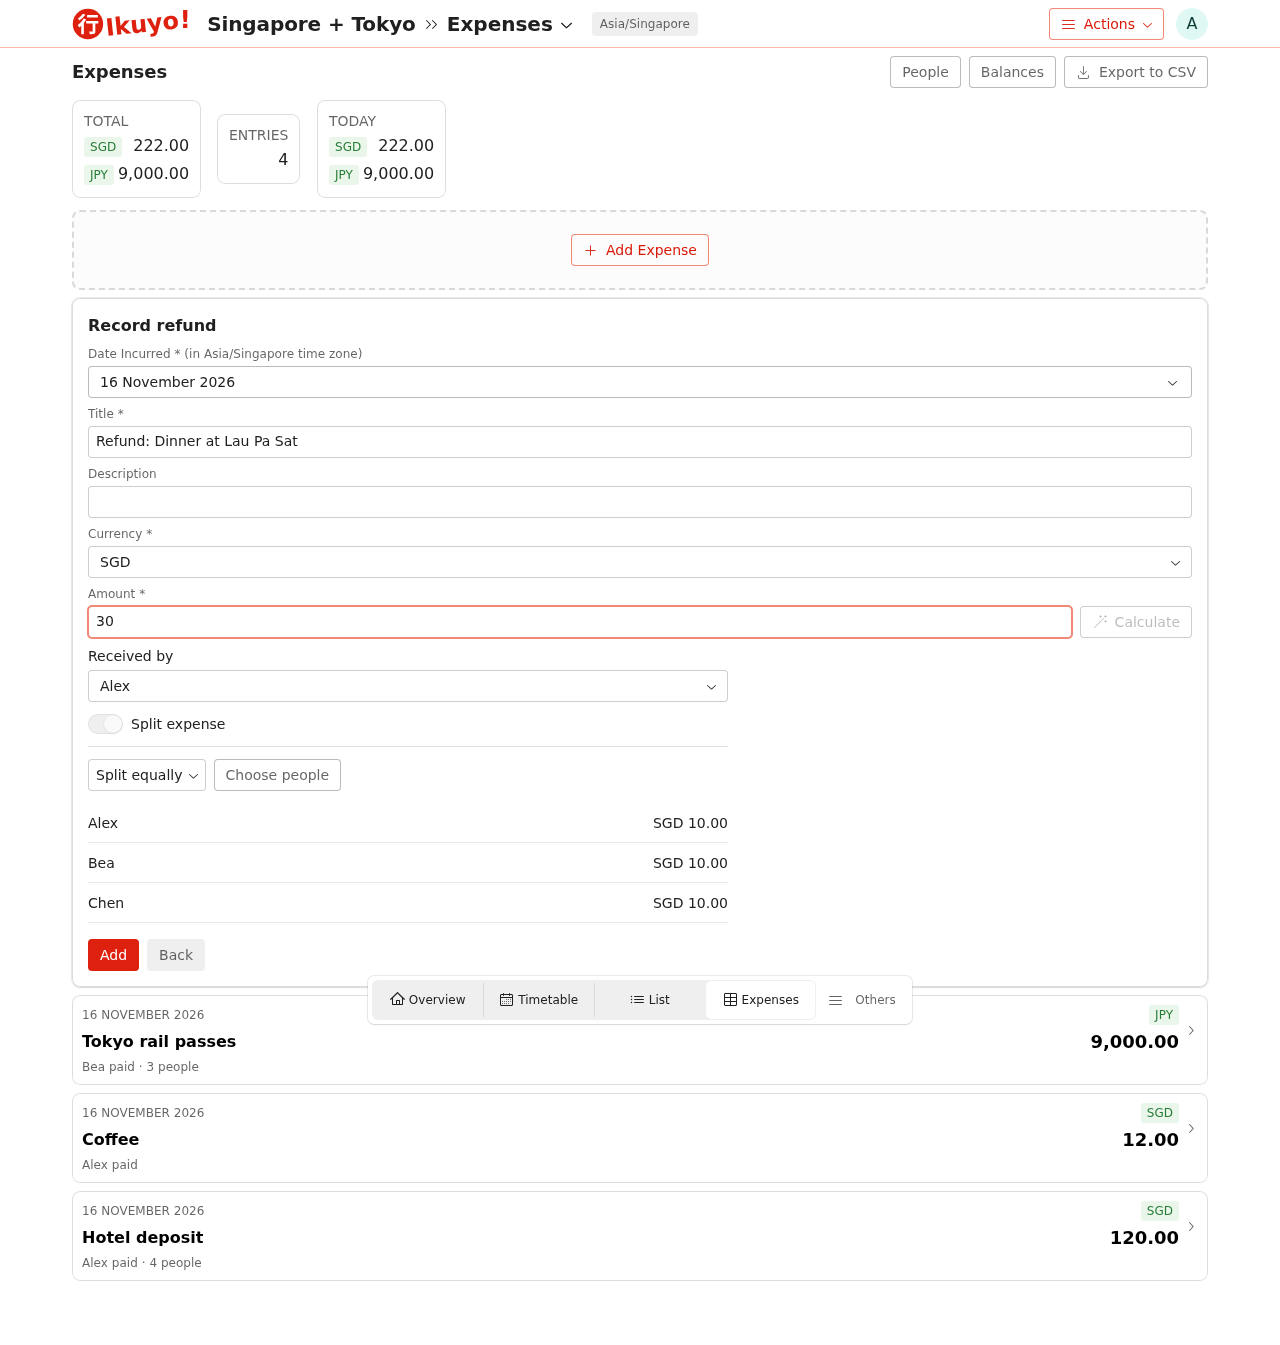 行 Ikuyo! Singapore + Tokyo » Expenses Asia/Singapore Actions A
Expenses People Balances Export to CSV
TOTAL
SGD 222.00
JPY 9,000.00
ENTRIES
4
TODAY
SGD 222.00
JPY 9,000.00
Add Expense
Record refund
Date Incurred * (in Asia/Singapore time zone)
16 November 2026
Title *
Refund: Dinner at Lau Pa Sat
Description
Currency *
SGD
Amount *
30 Calculate
Received by
Alex
Split expense
Split equally Choose people
Alex SGD 10.00
Bea SGD 10.00
Chen SGD 10.00
Add Back
Overview Timetable List Expenses Others
16 NOVEMBER 2026 JPY
Tokyo rail passes 9,000.00
Bea paid · 3 people
16 NOVEMBER 2026 SGD
Coffee 12.00
Alex paid
16 NOVEMBER 2026 SGD
Hotel deposit 120.00
Alex paid · 4 people